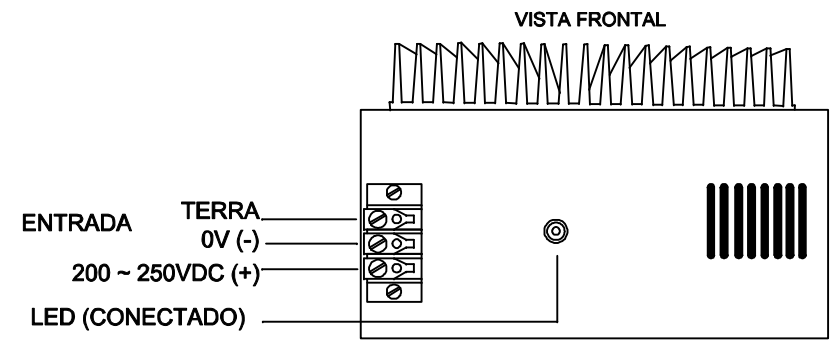 VISTA FRONTAL
TERRA
ENTRADA
0V (-)
200 ~ 250VDC (+)
LED (CONECTADO)